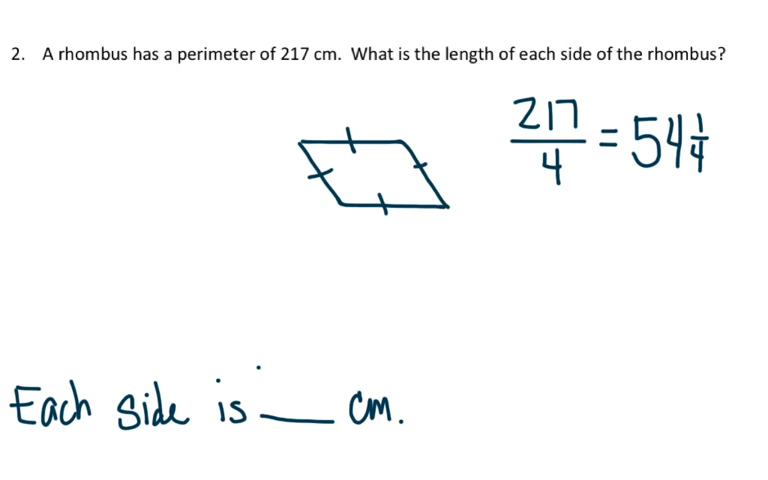 2. A rhombus has a perimeter of 217 cm. What is the length of each side of the rhombus?
217/4 = 54 1/4
Each side is ___ cm.